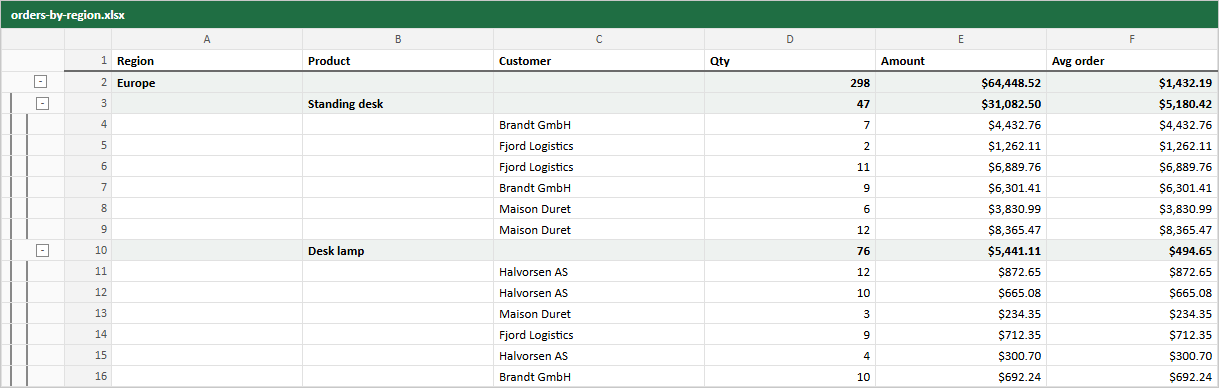 orders-by-region.xlsx
A B C D E F
1 Region Product Customer Qty Amount Avg order
- 2 Europe 298 $64,448.52 $1,432.19
- 3 Standing desk 47 $31,082.50 $5,180.42
4 Brandt GmbH 7 $4,432.76 $4,432.76
5 Fjord Logistics 2 $1,262.11 $1,262.11
6 Fjord Logistics 11 $6,889.76 $6,889.76
7 Brandt GmbH 9 $6,301.41 $6,301.41
8 Maison Duret 6 $3,830.99 $3,830.99
9 Maison Duret 12 $8,365.47 $8,365.47
- 10 Desk lamp 76 $5,441.11 $494.65
11 Halvorsen AS 12 $872.65 $872.65
12 Halvorsen AS 10 $665.08 $665.08
13 Maison Duret 3 $234.35 $234.35
14 Fjord Logistics 9 $712.35 $712.35
15 Halvorsen AS 4 $300.70 $300.70
16 Brandt GmbH 10 $692.24 $692.24